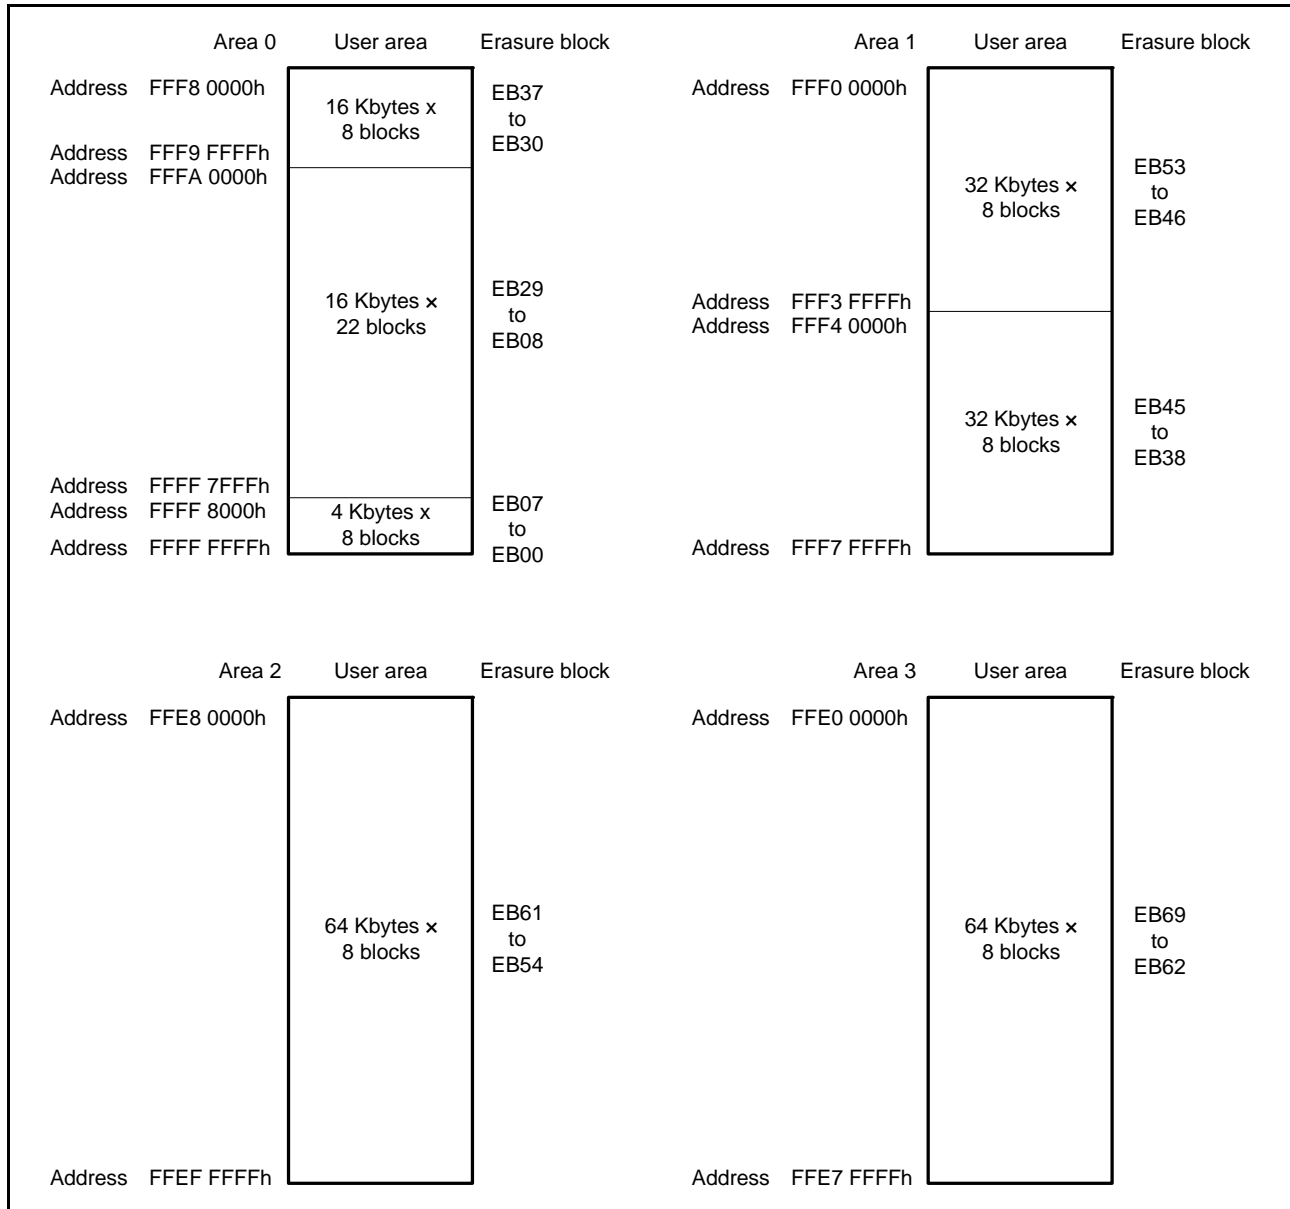 Area 0 User area Erasure block
Address FFF8 0000h
16 Kbytes x
8 blocks
EB37
to
EB30
Address FFF9 FFFFh
Address FFFA 0000h
16 Kbytes ×
22 blocks
EB29
to
EB08
Address FFFF 7FFFh
Address FFFF 8000h
4 Kbytes x
8 blocks
EB07
to
EB00
Address FFFF FFFFh
Area 1 User area Erasure block
Address FFF0 0000h
32 Kbytes ×
8 blocks
EB53
to
EB46
Address FFF3 FFFFh
Address FFF4 0000h
32 Kbytes ×
8 blocks
EB45
to
EB38
Address FFF7 FFFFh
Area 2 User area Erasure block
Address FFE8 0000h
64 Kbytes ×
8 blocks
EB61
to
EB54
Address FFEF FFFFh
Area 3 User area Erasure block
Address FFE0 0000h
64 Kbytes ×
8 blocks
EB69
to
EB62
Address FFE7 FFFFh